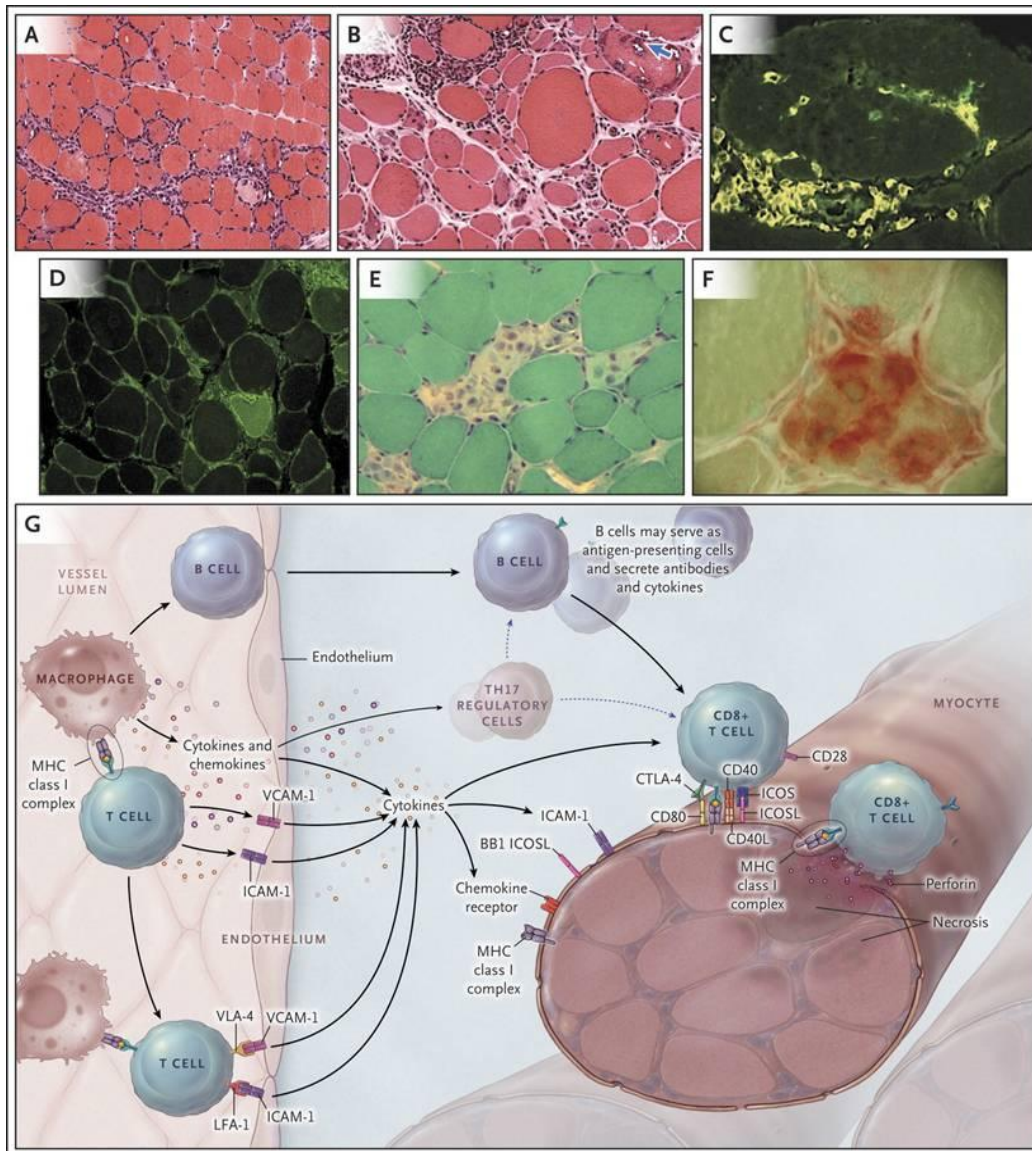 A
B
C
D
E
F
G
VESSEL
LUMEN
B CELL
B CELL
B cells may serve as
antigen-presenting cells
and secrete antibodies
and cytokines
Endothelium
MACROPHAGE
TH17
REGULATORY
CELLS
MYOCYTE
Cytokines and
chemokines
MHC
class I
complex
CD8+
T CELL
CD28
T CELL
VCAM-1
Cytokines
CTLA-4
CD40
ICOS
CD80
ICOSL
CD40L
CD8+
T CELL
ICAM-1
ICAM-1
BB1 ICOSL
MHC
class I
complex
Perforin
Chemokine
receptor
Necrosis
ENDOTHELIUM
MHC
class I
complex
VLA-4
VCAM-1
T CELL
LFA-1
ICAM-1